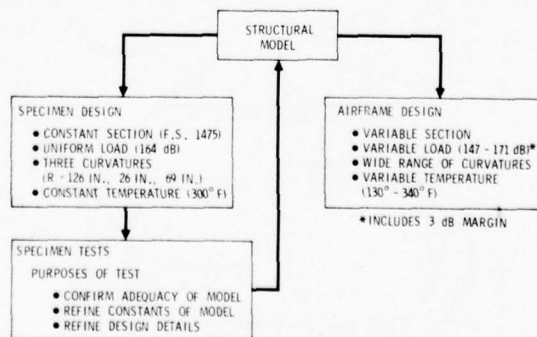 STRUCTURAL
MODEL
SPECIMEN DESIGN
• CONSTANT SECTION (F.S. 1475)
• UNIFORM LOAD (164 dB)
• THREE CURVATURES
(R - 126 IN., 26 IN., 69 IN.)
• CONSTANT TEMPERATURE (300°F)
AIRFRAME DESIGN
• VARIABLE SECTION
• VARIABLE LOAD (147 - 171 dB)*
• WIDE RANGE OF CURVATURES
• VARIABLE TEMPERATURE
(130° - 340°F)
*INCLUDES 3 dB MARGIN
SPECIMEN TESTS
PURPOSES OF TEST
• CONFIRM ADEQUACY OF MODEL
• REFINE CONSTANTS OF MODEL
• REFINE DESIGN DETAILS